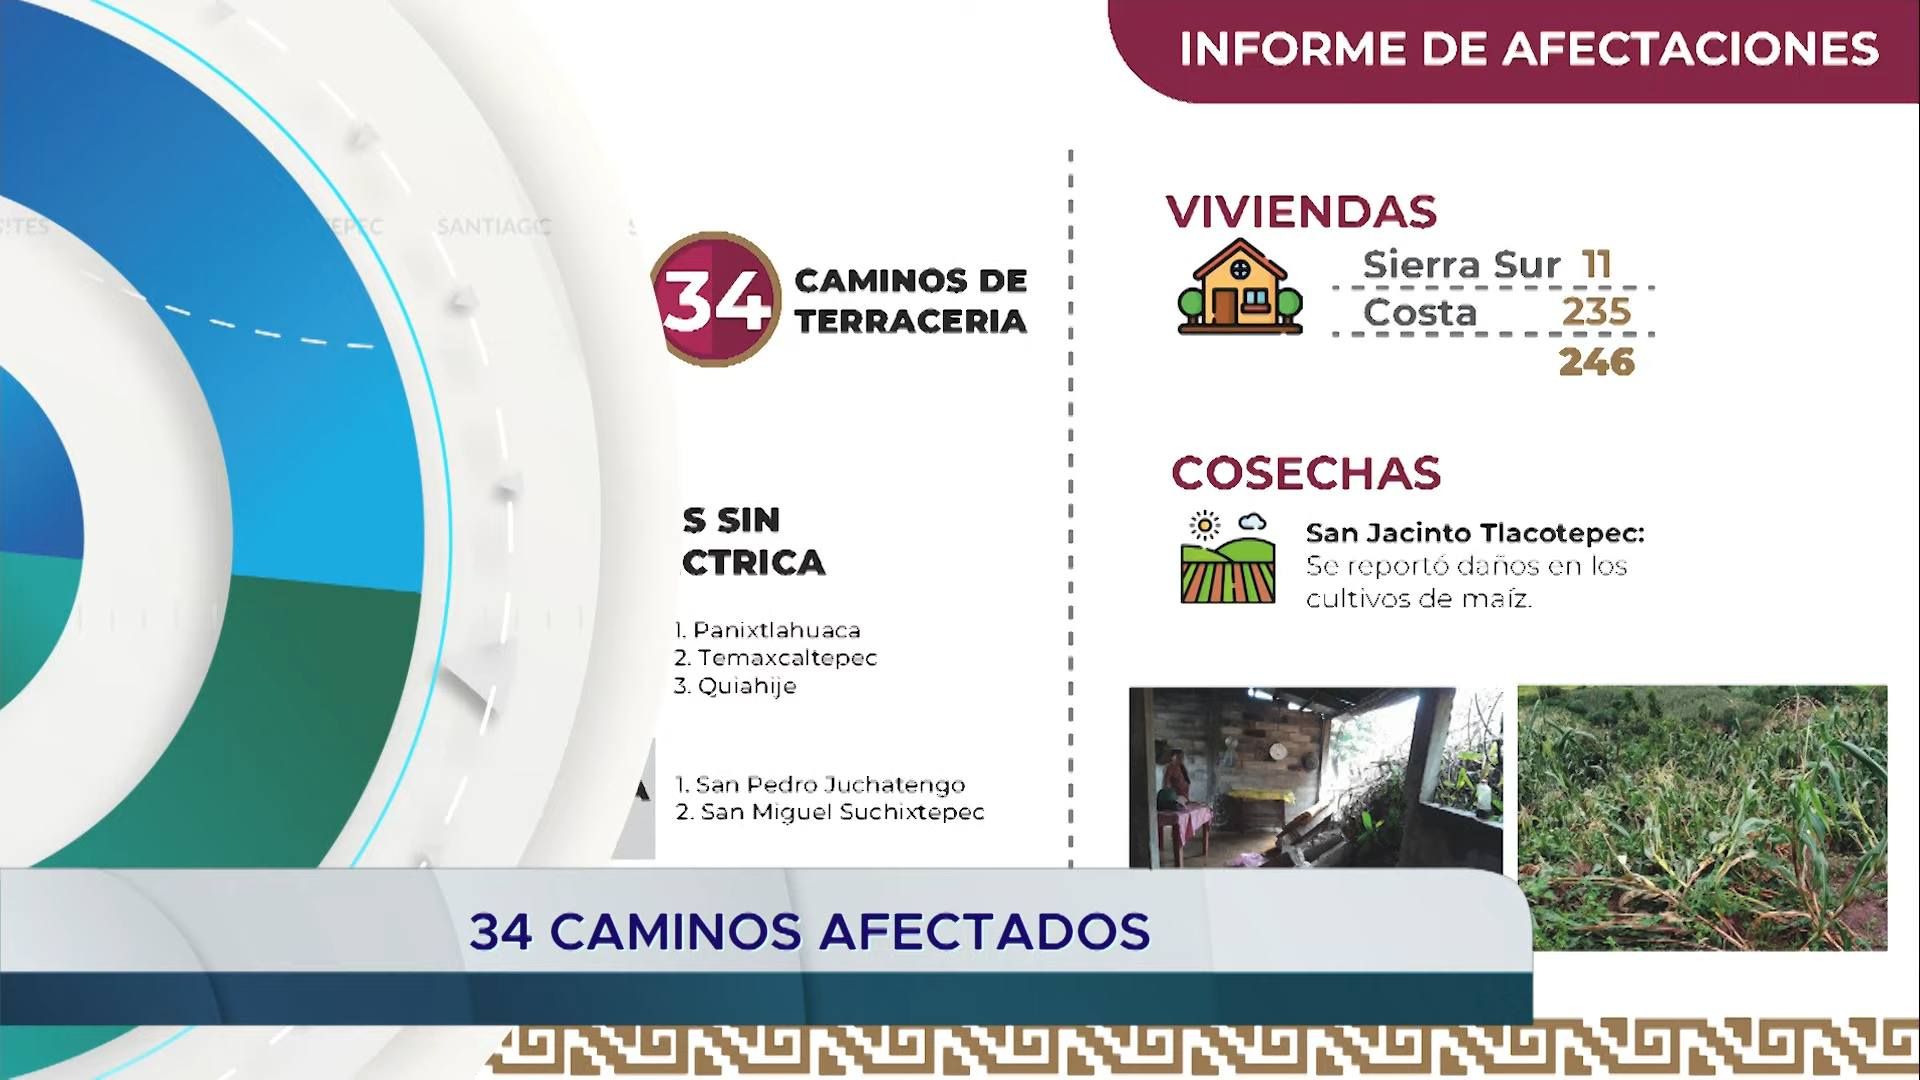 INFORME DE AFECTACIONES
SANTIAGO
34
CAMINOS DE
TERRACERIA
S SIN
CTRICA
1. Panixtlahuaca
2. Temaxcaltepec
3. Quiahije
A
1. San Pedro Juchatengo
2. San Miguel Suchixtepec
VIVIENDAS
Sierra Sur 11
Costa 235
246
COSECHAS
San Jacinto Tlacotepec:
Se reportó daños en los
cultivos de maíz.
34 CAMINOS AFECTADOS